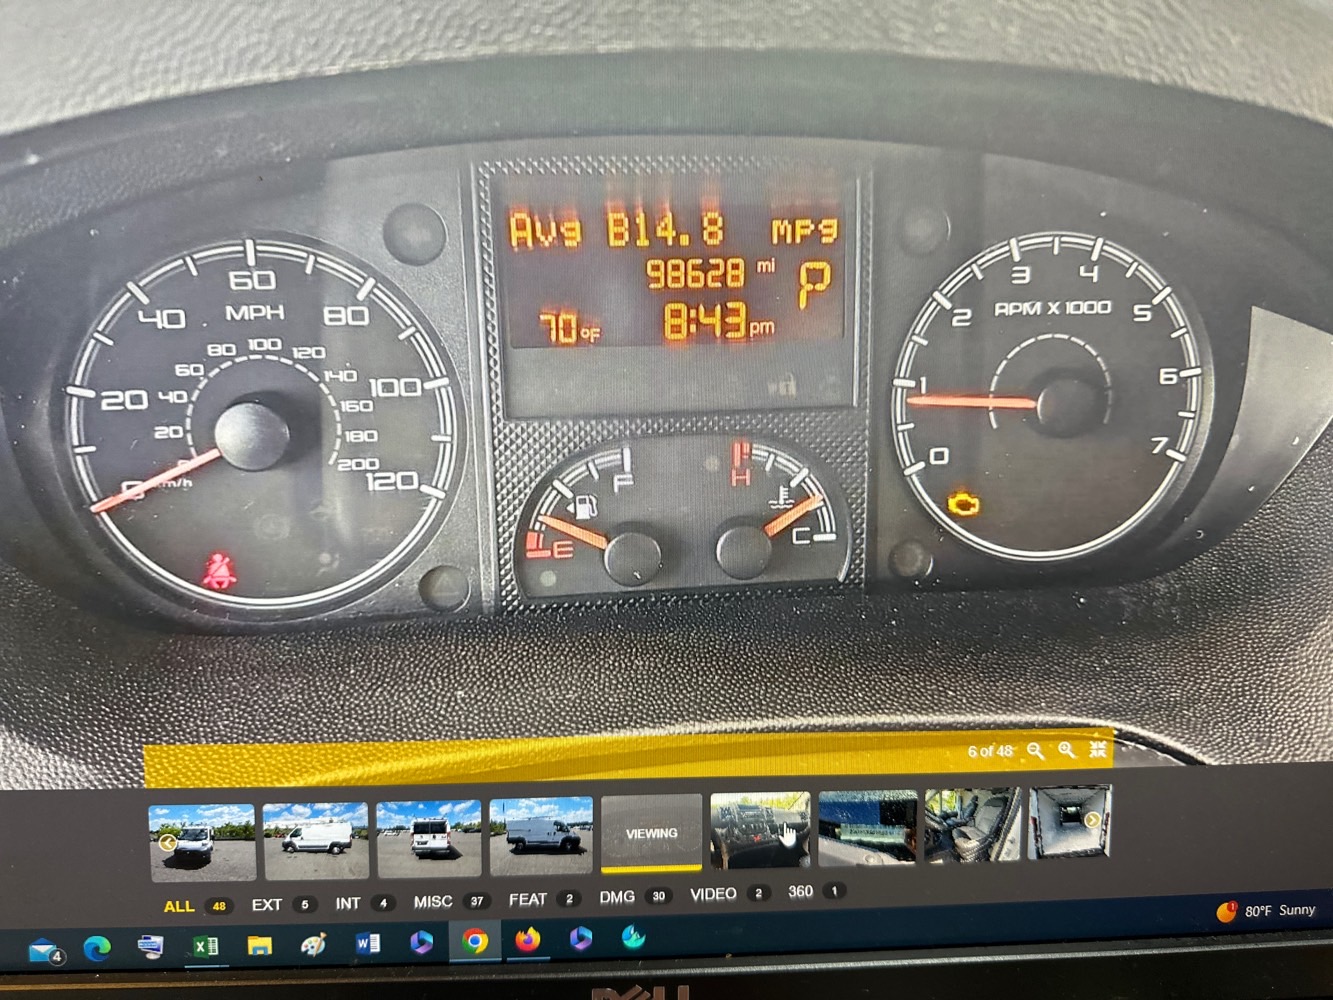 Avg B14.8 mpg
98628 mi P
70°F 8:43 pm
60
40 MPH 80
20 100
120
20 40 60 80 100 120 140 160 180 200
km/h
F
E
H
C
3 4
2 RPM X 1000 5
1 6
0 7
6 of 48
VIEWING
ALL 48 EXT 5 INT 4 MISC 37 FEAT 2 DMG 30 VIDEO 2 360 1
4
1 80°F Sunny
DELL